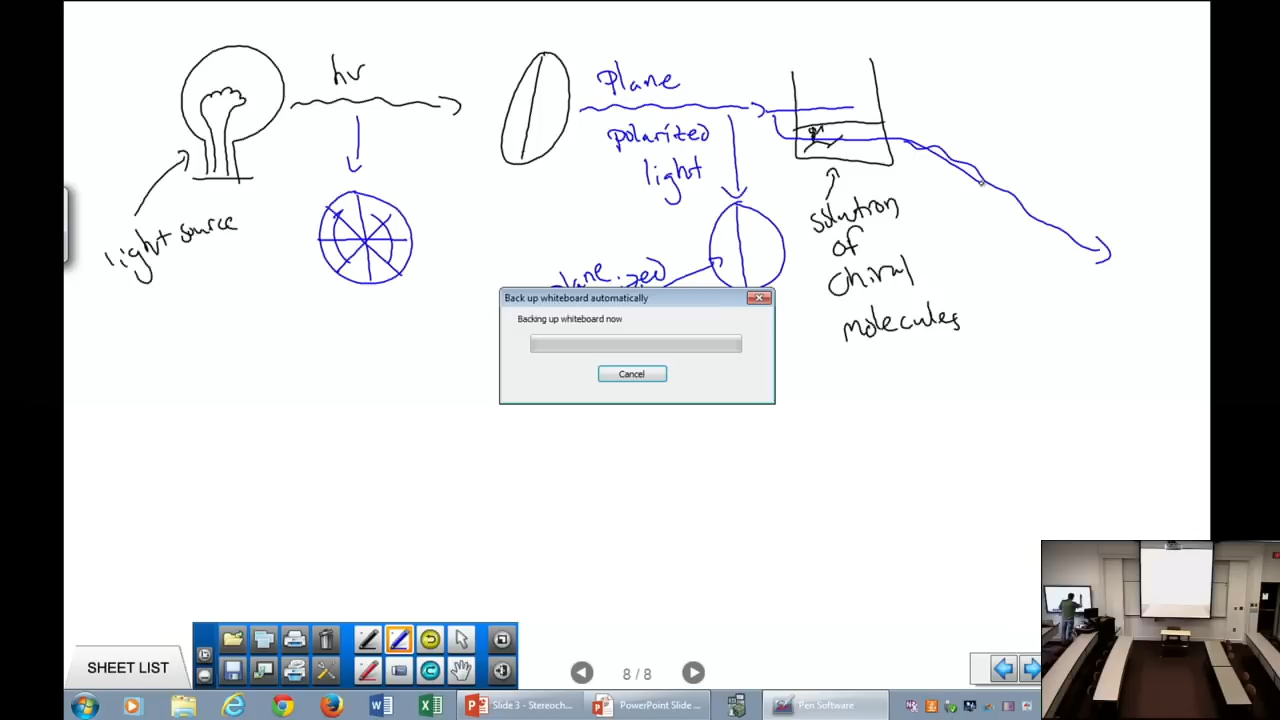 hν
Plane
polarized
light
light source
solution
of
chiral
molecules
plane
Back up whiteboard automatically
Backing up whiteboard now
Cancel
SHEET LIST
8 / 8
Slide 3 - Stereoch...
PowerPoint Slide ...
Pen Software